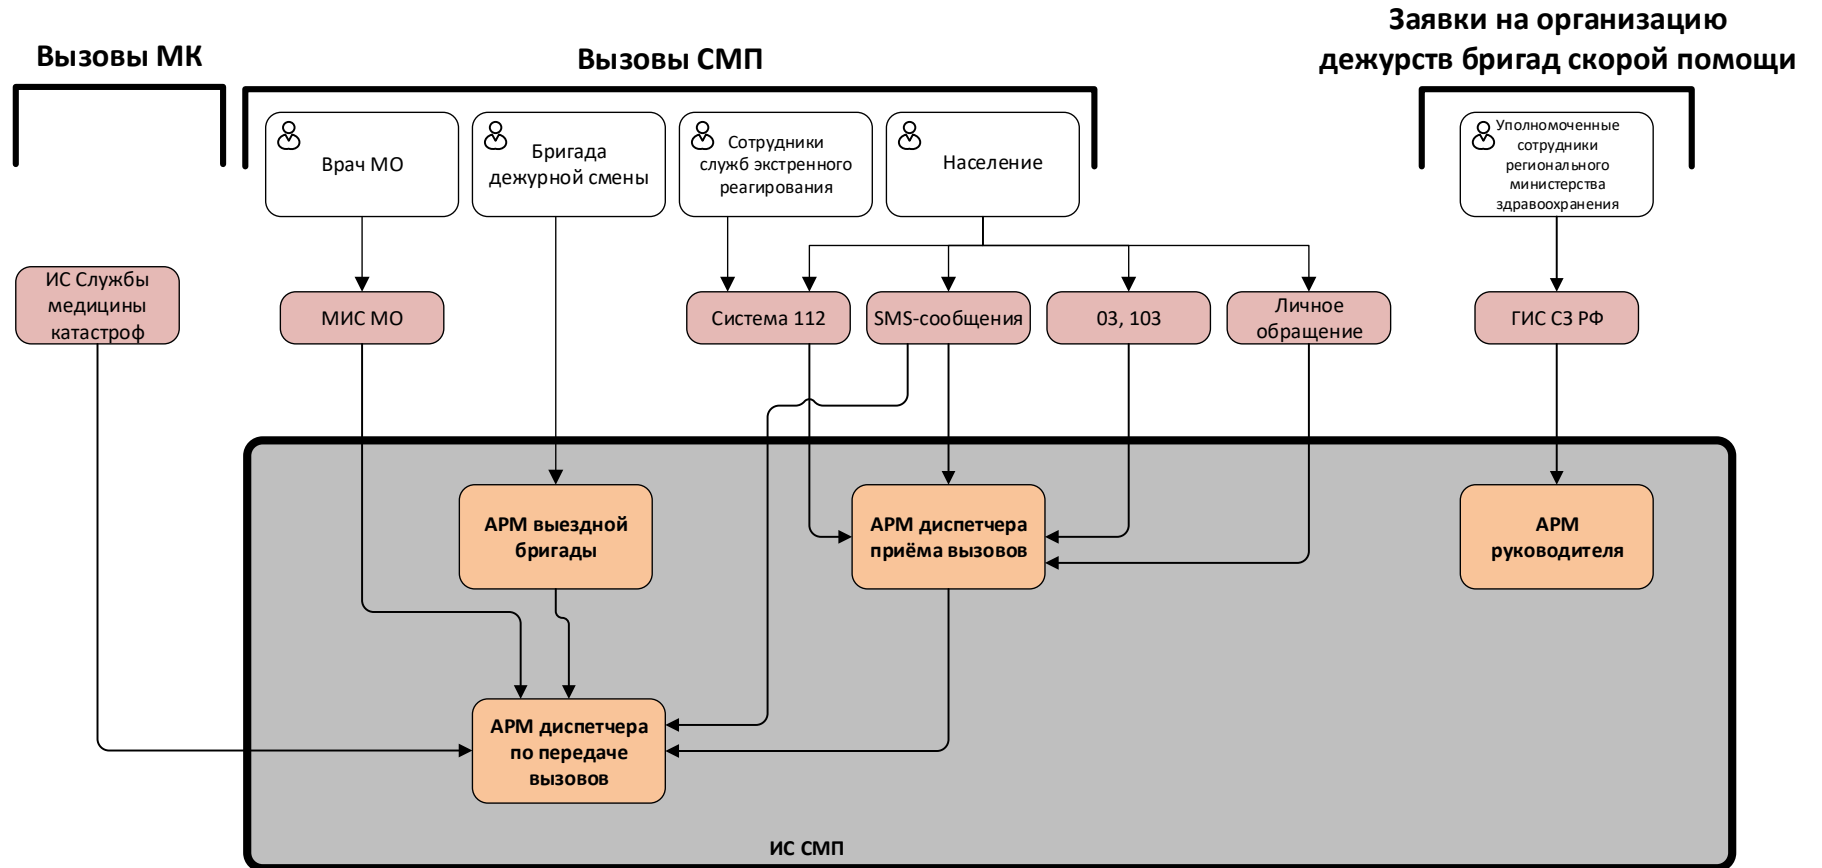 Заявки на организацию
дежурств бригад скорой помощи
Вызовы МК
Вызовы СМП
Врач МО
Бригада
дежурной смены
Сотрудники
служб экстренного
реагирования
Население
Уполномоченные
сотрудники
регионального
министерства
здравоохранения
ИС Службы
медицины
катастроф
МИС МО
Система 112
SMS-сообщения
03, 103
Личное
обращение
ГИС СЗ РФ
АРМ выездной
бригады
АРМ диспетчера
приёма вызовов
АРМ
руководителя
АРМ диспетчера
по передаче
вызовов
ИС СМП